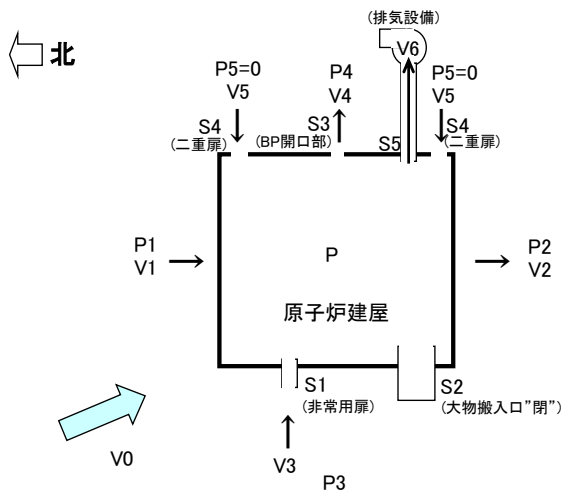 (排気設備)
北
V6
P5=0
V5
P4
V4
P5=0
V5
S4
(二重扉)
S3
(BP開口部)
S5
S4
(二重扉)
P1
V1
P
P2
V2
原子炉建屋
S1
(非常用扉)
S2
(大物搬入口”閉”)
V0
V3
P3